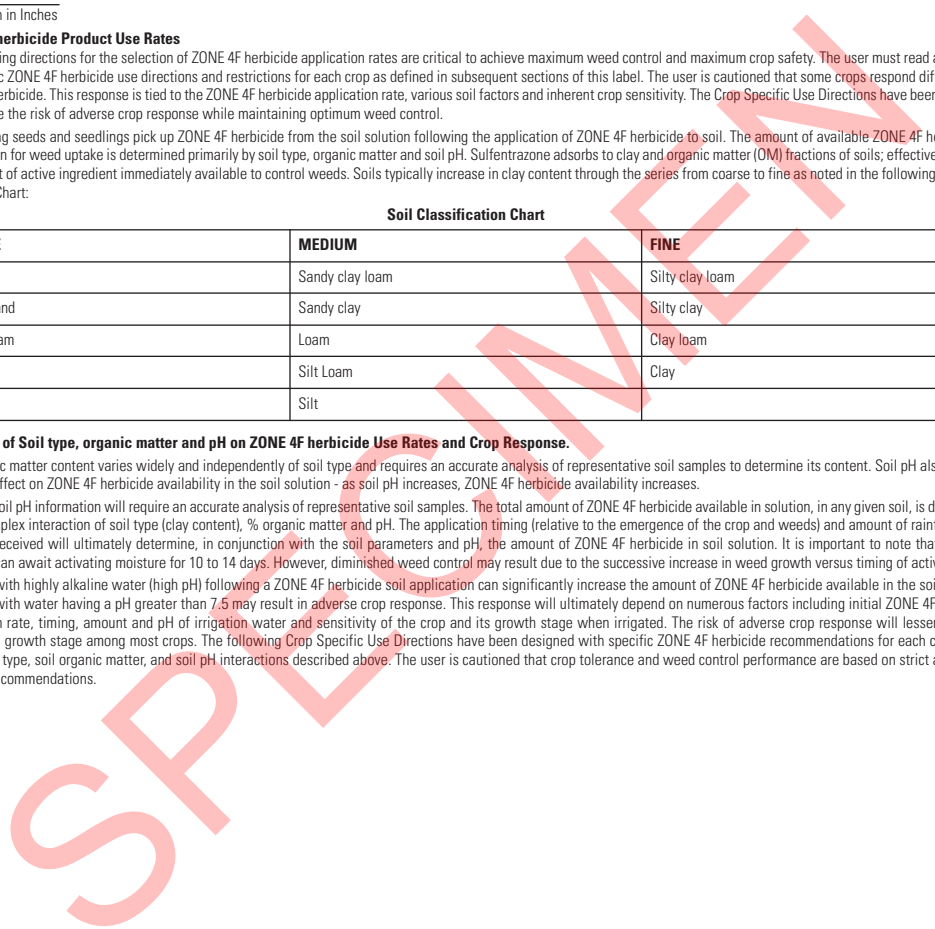 n in Inches
herbicide Product Use Rates
ing directions for the selection of ZONE 4F herbicide application rates are critical to achieve maximum weed control and maximum crop safety. The user must read a
c ZONE 4F herbicide use directions and restrictions for each crop as defined in subsequent sections of this label. The user is cautioned that some crops respond dif
erbicide. This response is tied to the ZONE 4F herbicide application rate, various soil factors and inherent crop sensitivity. The Crop Specific Use Directions have been
e the risk of adverse crop response while maintaining optimum weed control.
ng seeds and seedlings pick up ZONE 4F herbicide from the soil solution following the application of ZONE 4F herbicide to soil. The amount of available ZONE 4F he
n for weed uptake is determined primarily by soil type, organic matter and soil pH. Sulfentrazone adsorbs to clay and organic matter (OM) fractions of soils; effective
t of active ingredient immediately available to control weeds. Soils typically increase in clay content through the series from coarse to fine as noted in the following
Chart:
Soil Classification Chart
E MEDIUM FINE
Sandy clay loam Silty clay loam
nd Sandy clay Silty clay
am Loam Clay loam
Silt Loam Clay
Silt
of Soil type, organic matter and pH on ZONE 4F herbicide Use Rates and Crop Response.
c matter content varies widely and independently of soil type and requires an accurate analysis of representative soil samples to determine its content. Soil pH als
ffect on ZONE 4F herbicide availability in the soil solution - as soil pH increases, ZONE 4F herbicide availability increases.
oil pH information will require an accurate analysis of representative soil samples. The total amount of ZONE 4F herbicide available in solution, in any given soil, is d
plex interaction of soil type (clay content), % organic matter and pH. The application timing (relative to the emergence of the crop and weeds) and amount of rainf
eceived will ultimately determine, in conjunction with the soil parameters and pH, the amount of ZONE 4F herbicide in soil solution. It is important to note that
an await activating moisture for 10 to 14 days. However, diminished weed control may result due to the successive increase in weed growth versus timing of activ
with highly alkaline water (high pH) following a ZONE 4F herbicide soil application can significantly increase the amount of ZONE 4F herbicide available in the soi
with water having a pH greater than 7.5 may result in adverse crop response. This response will ultimately depend on numerous factors including initial ZONE 4F
n rate, timing, amount and pH of irrigation water and sensitivity of the crop and its growth stage when irrigated. The risk of adverse crop response will lesser
growth stage among most crops. The following Crop Specific Use Directions have been designed with specific ZONE 4F herbicide recommendations for each c
type, soil organic matter, and soil pH interactions described above. The user is cautioned that crop tolerance and weed control performance are based on strict a
commendations.
SPECIMEN